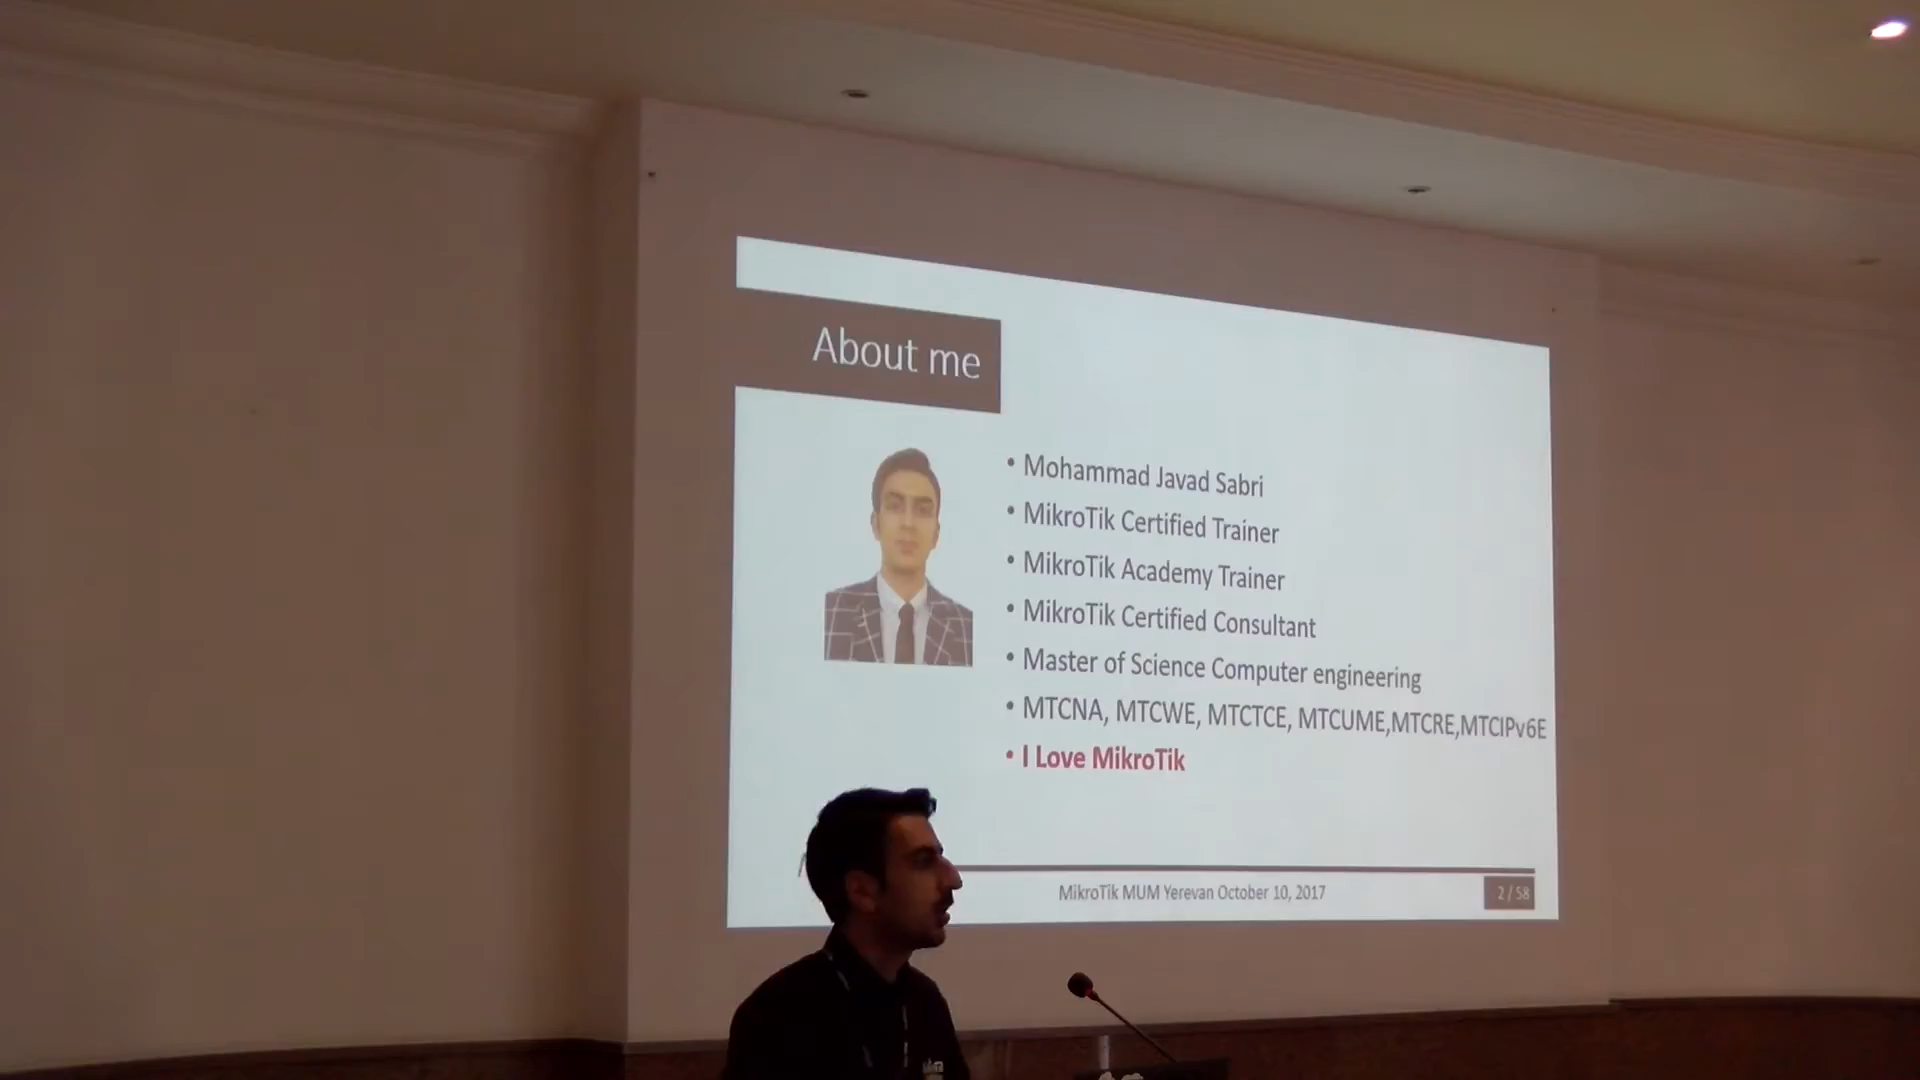 About me
• Mohammad Javad Sabri
• MikroTik Certified Trainer
• MikroTik Academy Trainer
• MikroTik Certified Consultant
• Master of Science Computer engineering
• MTCNA, MTCWE, MTCTCE, MTCUME,MTCRE,MTCIPv6E
• I Love MikroTik
MikroTik MUM Yerevan October 10, 2017
2 / 58